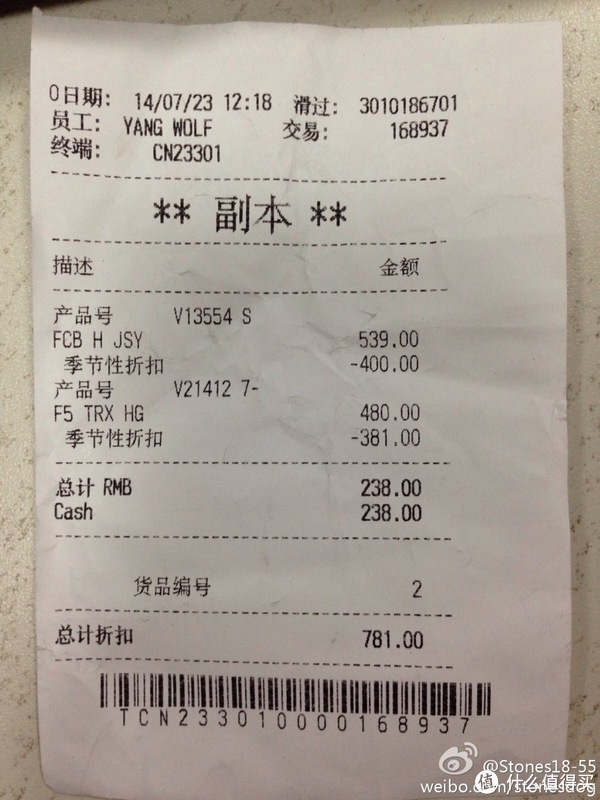 0日期: 14/07/23 12:18 滑过: 3010186701
员工: YANG WOLF 交易: 168937
终端: CN23301
** 副本 **
描述 金额
产品号 V13554 S
FCB H JSY 539.00
季节性折扣 -400.00
产品号 V21412 7-
F5 TRX HG 480.00
季节性折扣 -381.00
总计 RMB 238.00
Cash 238.00
货品编号 2
总计折扣 781.00
TCN233010000168937
@Stones18-55
weibo.com/stonesdog
值 什么值得买